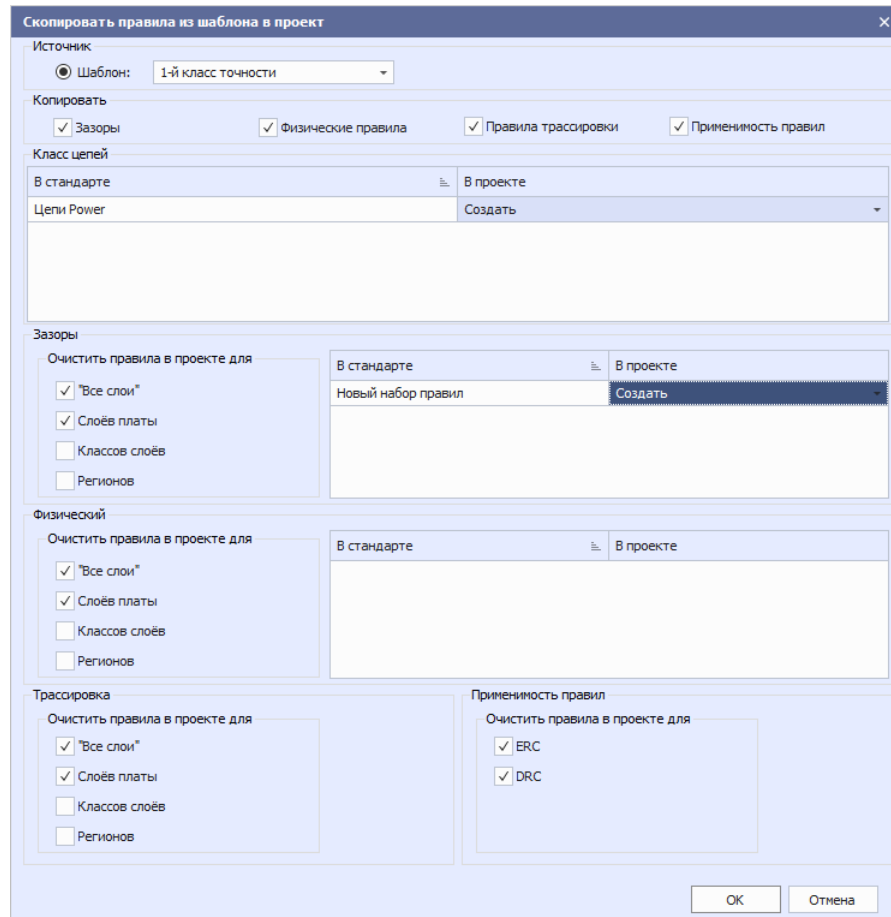 Скопировать правила из шаблона в проект
Источник
Шаблон: 1-й класс точности
Копировать
Зазоры Физические правила Правила трассировки Применимость правил
Класс цепей
В стандарте В проекте
Цепи Power Создать
Зазоры
Очистить правила в проекте для
"Все слои"
Слоёв платы
Классов слоёв
Регионов
В стандарте В проекте
Новый набор правил Создать
Физический
Очистить правила в проекте для
"Все слои"
Слоёв платы
Классов слоёв
Регионов
В стандарте В проекте
Трассировка
Очистить правила в проекте для
"Все слои"
Слоёв платы
Классов слоёв
Регионов
Применимость правил
Очистить правила в проекте для
ERC
DRC
ОК Отмена